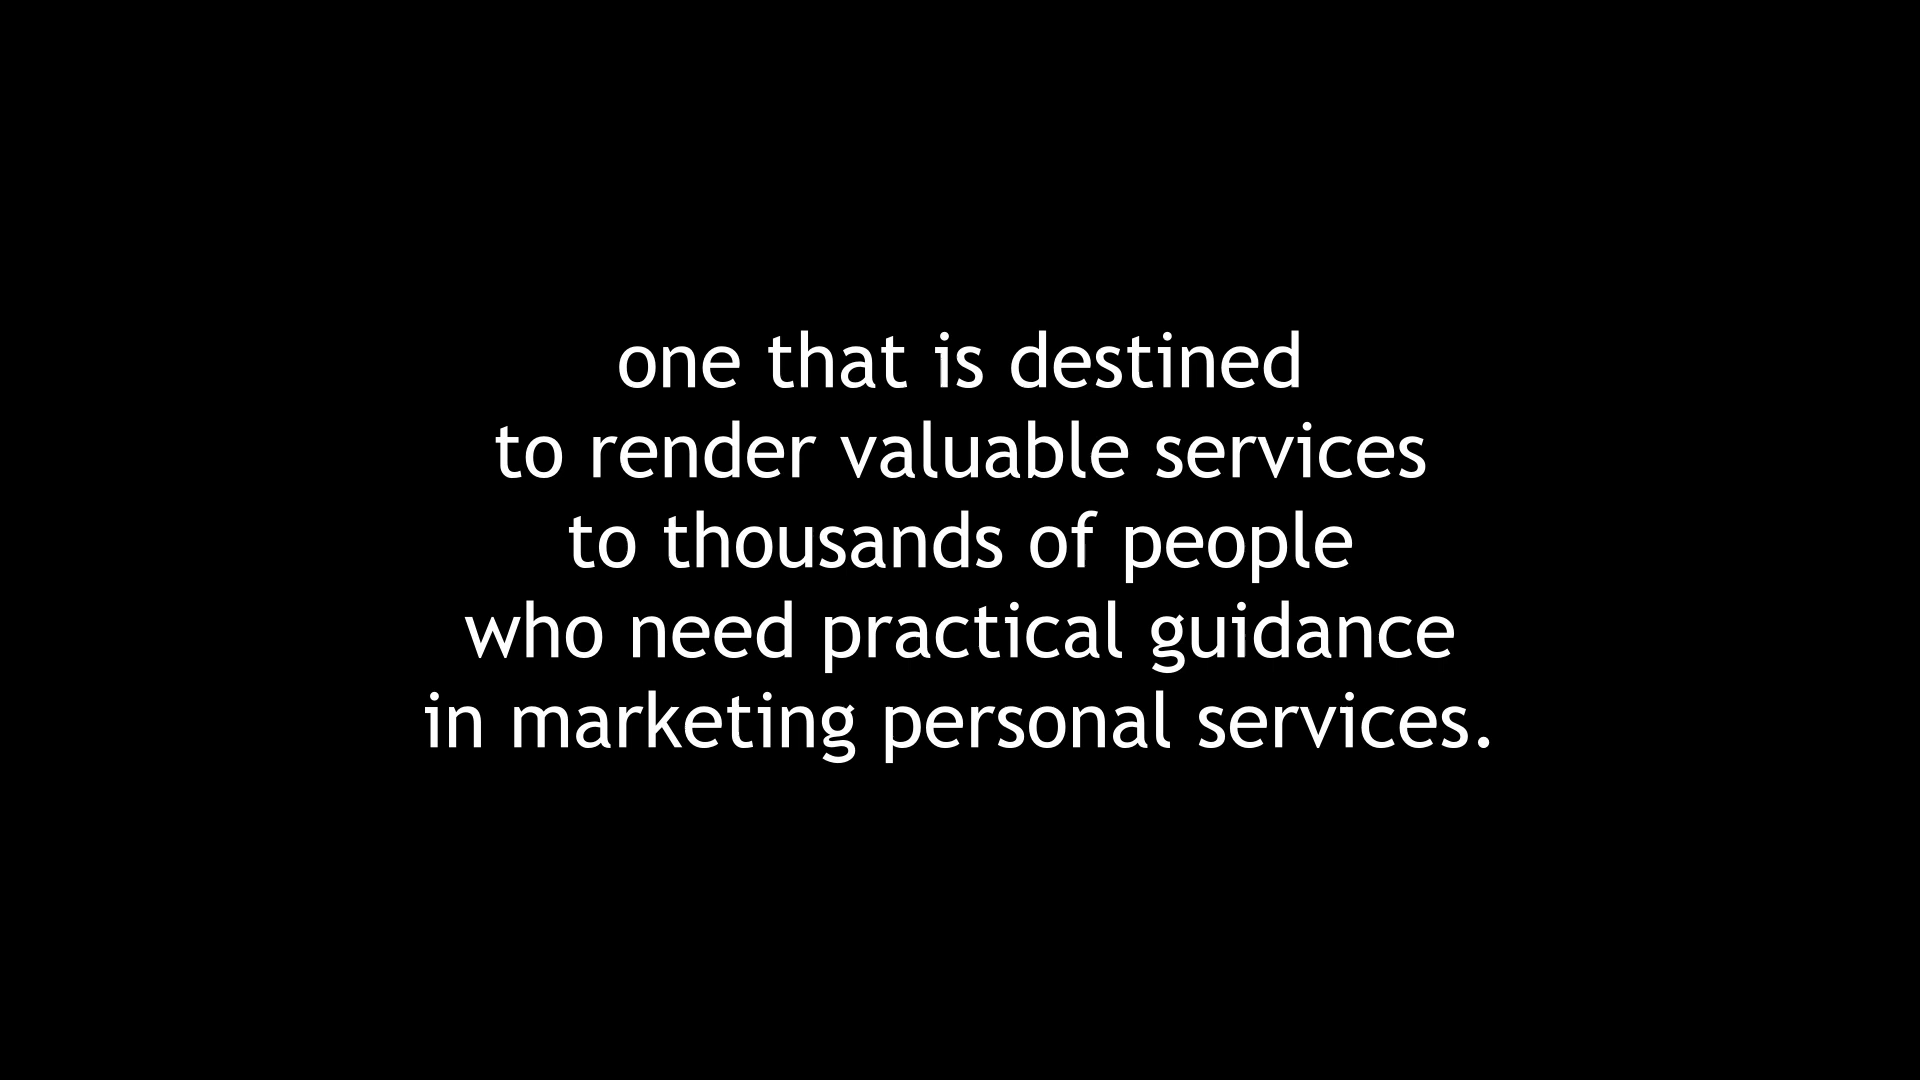 one that is destined
to render valuable services
to thousands of people
who need practical guidance
in marketing personal services.